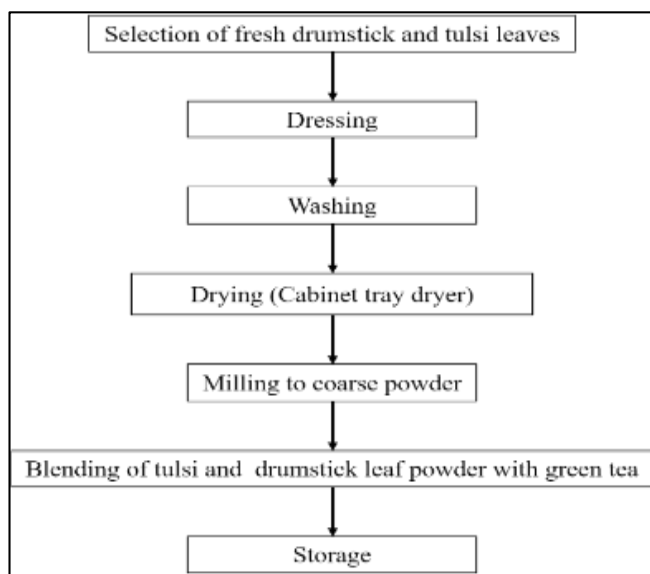 Selection of fresh drumstick and tulsi leaves
Dressing
Washing
Drying (Cabinet tray dryer)
Milling to coarse powder
Blending of tulsi and drumstick leaf powder with green tea
Storage